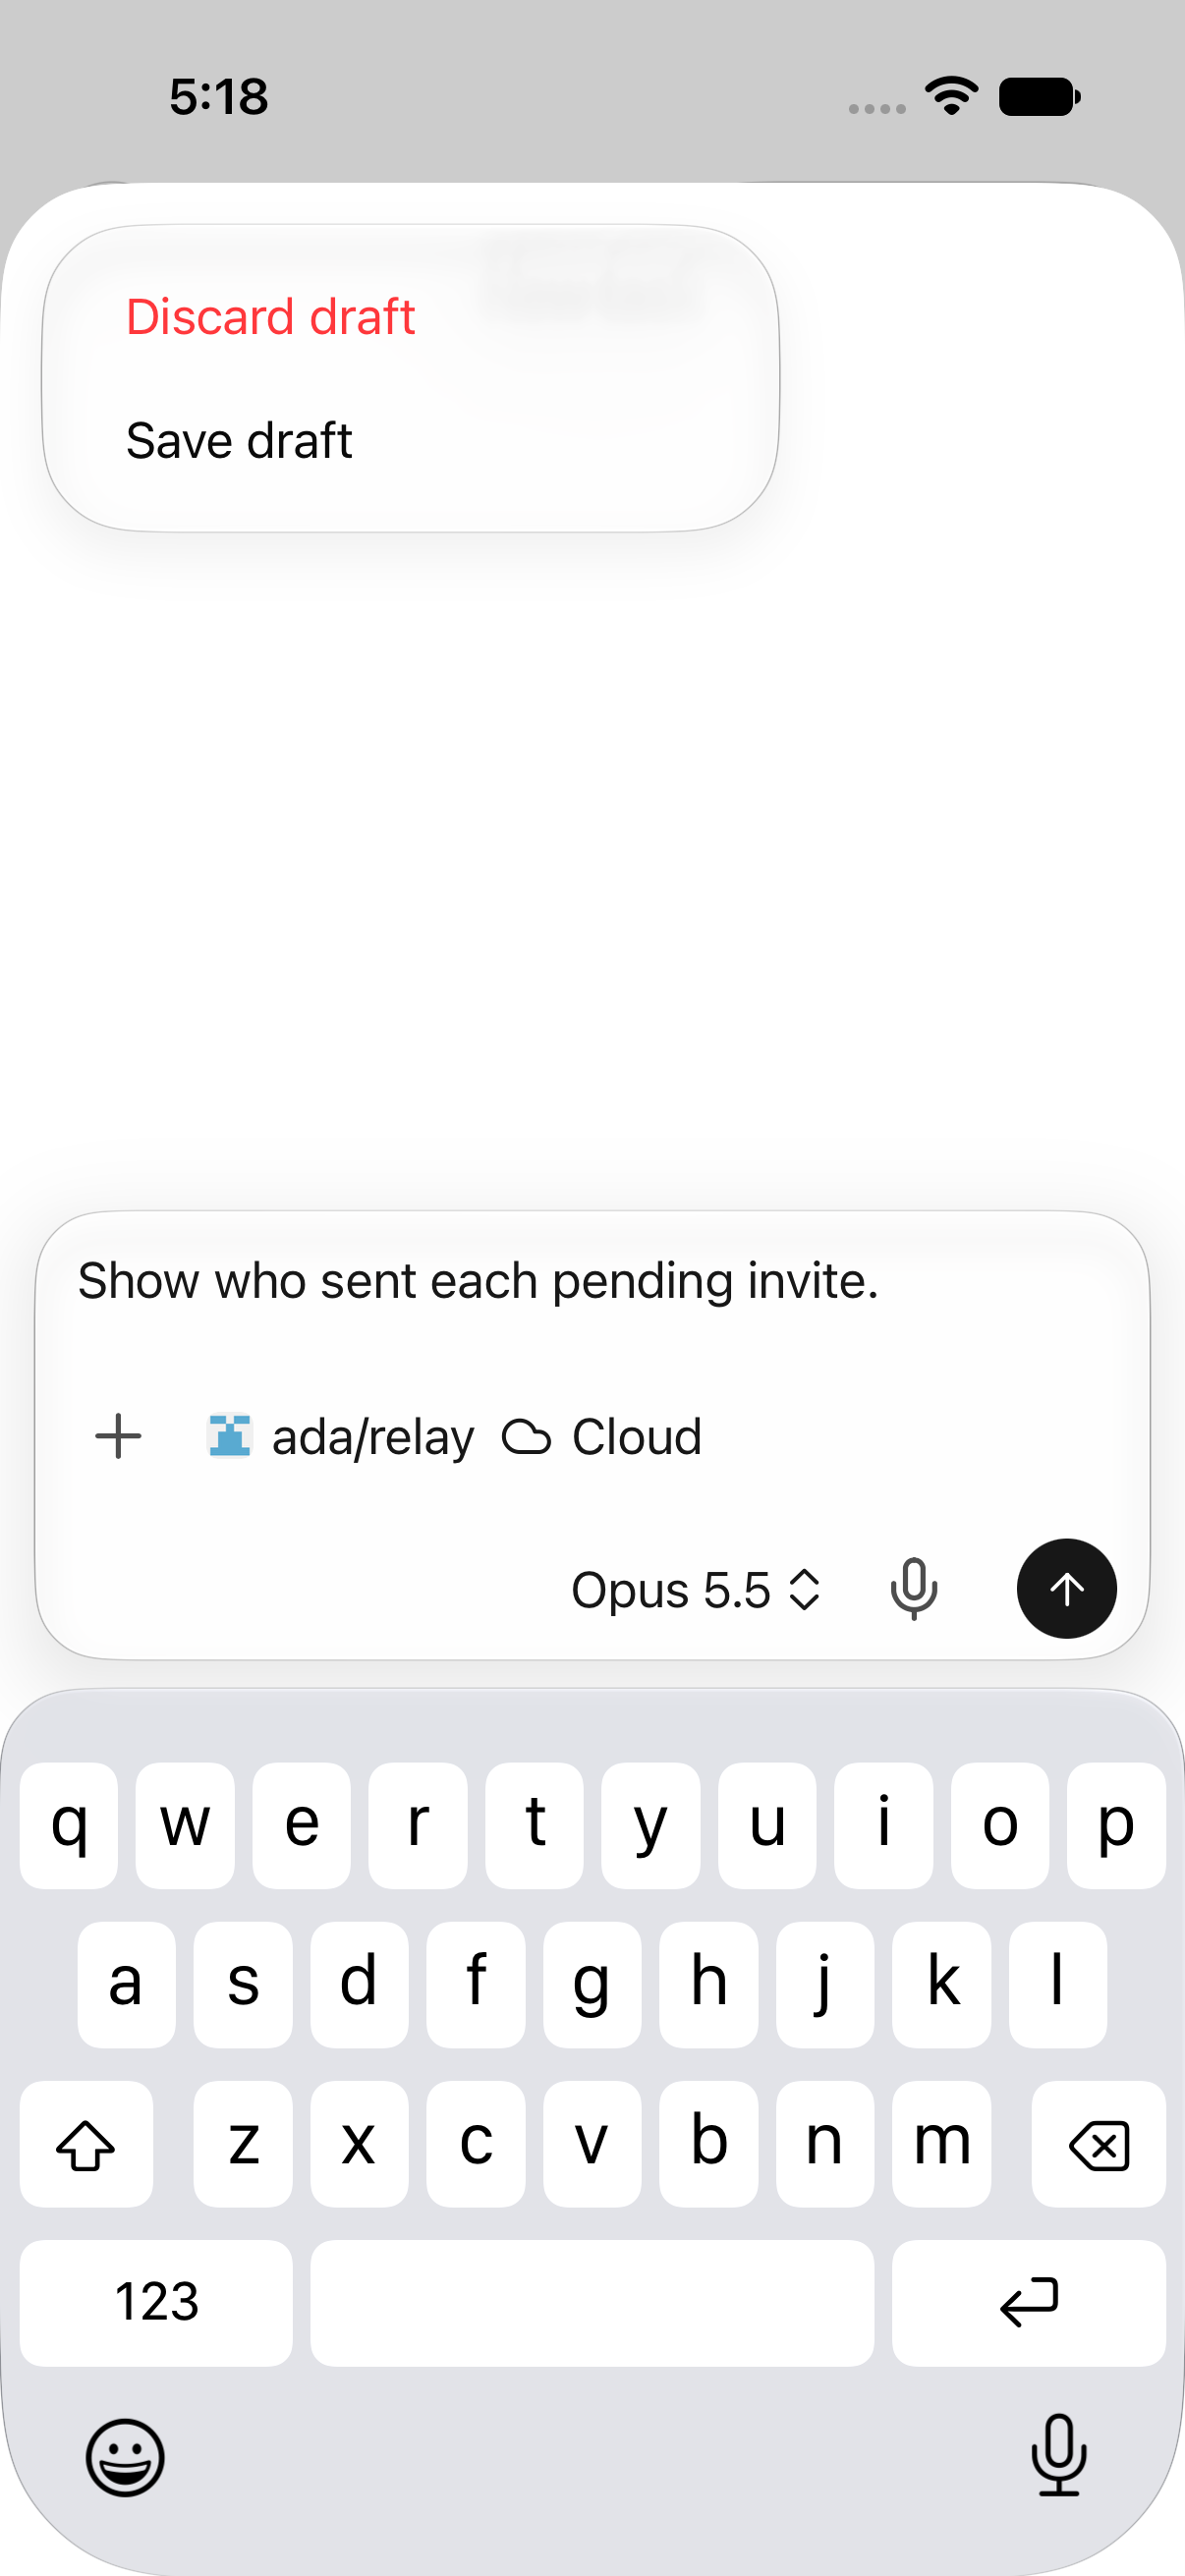 5:18
Discard draft
Save draft
Show who sent each pending invite.
ada/relay Cloud
Opus 5.5
q w e r t y u i o p
a s d f g h j k l
z x c v b n m
123